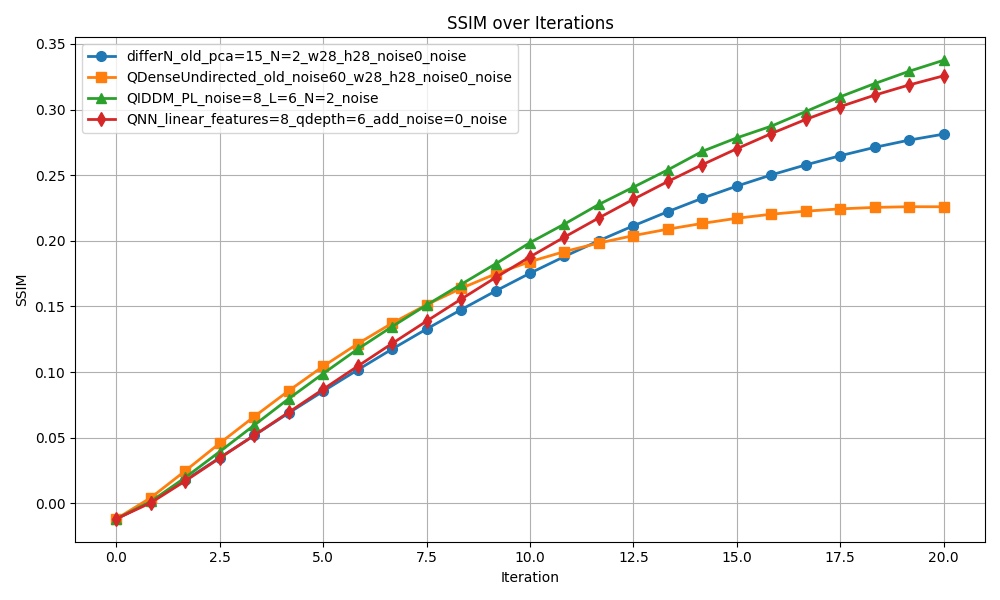 SSIM over Iterations
differN_old_pca=15_N=2_w28_h28_noise0_noise
QDenseUndirected_old_noise60_w28_h28_noise0_noise
QIDDM_PL_noise=8_L=6_N=2_noise
QNN_linear_features=8_qdepth=6_add_noise=0_noise
SSIM
0.35
0.30
0.25
0.20
0.15
0.10
0.05
0.00
0.0 2.5 5.0 7.5 10.0 12.5 15.0 17.5 20.0
Iteration